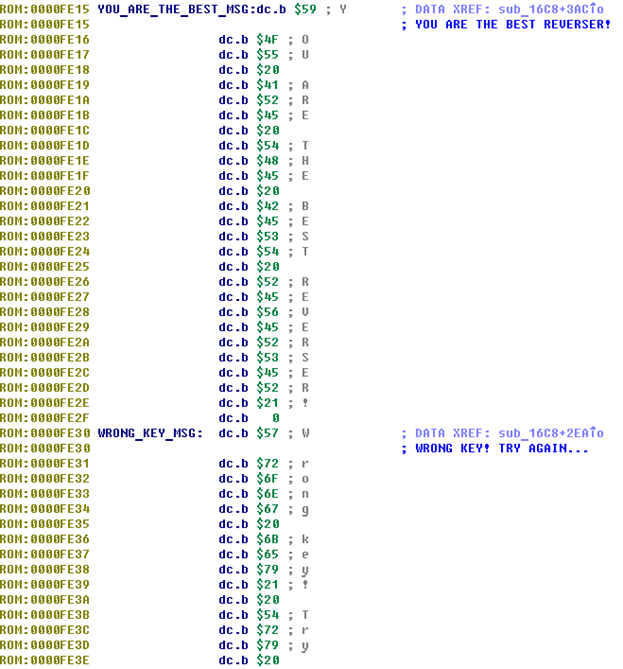 ROM:0000FE15 YOU_ARE_THE_BEST_MSG:dc.b $59 ; Y ; DATA XREF: sub_16C8+3ACîo
ROM:0000FE15 ; YOU ARE THE BEST REVERSER!
ROM:0000FE16 dc.b $4F ; O
ROM:0000FE17 dc.b $55 ; U
ROM:0000FE18 dc.b $20
ROM:0000FE19 dc.b $41 ; A
ROM:0000FE1A dc.b $52 ; R
ROM:0000FE1B dc.b $45 ; E
ROM:0000FE1C dc.b $20
ROM:0000FE1D dc.b $54 ; T
ROM:0000FE1E dc.b $48 ; H
ROM:0000FE1F dc.b $45 ; E
ROM:0000FE20 dc.b $20
ROM:0000FE21 dc.b $42 ; B
ROM:0000FE22 dc.b $45 ; E
ROM:0000FE23 dc.b $53 ; S
ROM:0000FE24 dc.b $54 ; T
ROM:0000FE25 dc.b $20
ROM:0000FE26 dc.b $52 ; R
ROM:0000FE27 dc.b $45 ; E
ROM:0000FE28 dc.b $56 ; V
ROM:0000FE29 dc.b $45 ; E
ROM:0000FE2A dc.b $52 ; R
ROM:0000FE2B dc.b $53 ; S
ROM:0000FE2C dc.b $45 ; E
ROM:0000FE2D dc.b $52 ; R
ROM:0000FE2E dc.b $21 ; !
ROM:0000FE2F dc.b 0
ROM:0000FE30 WRONG_KEY_MSG: dc.b $57 ; W ; DATA XREF: sub_16C8+2EAîo
ROM:0000FE30 ; WRONG KEY! TRY AGAIN...
ROM:0000FE31 dc.b $72 ; r
ROM:0000FE32 dc.b $6F ; o
ROM:0000FE33 dc.b $6E ; n
ROM:0000FE34 dc.b $67 ; g
ROM:0000FE35 dc.b $20
ROM:0000FE36 dc.b $6B ; k
ROM:0000FE37 dc.b $65 ; e
ROM:0000FE38 dc.b $79 ; y
ROM:0000FE39 dc.b $21 ; !
ROM:0000FE3A dc.b $20
ROM:0000FE3B dc.b $54 ; T
ROM:0000FE3C dc.b $72 ; r
ROM:0000FE3D dc.b $79 ; y
ROM:0000FE3E dc.b $20